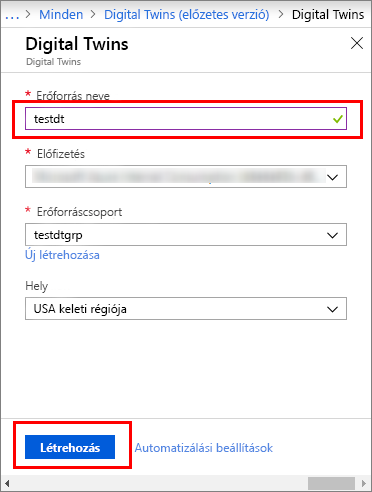 ... > Minden > Digital Twins (előzetes verzió) > Digital Twins
Digital Twins
Digital Twins
* Erőforrás neve
testdt
* Előfizetés
* Erőforráscsoport
testdtgrp
Új létrehozása
Hely
USA keleti régiója
Létrehozás Automatizálási beállítások